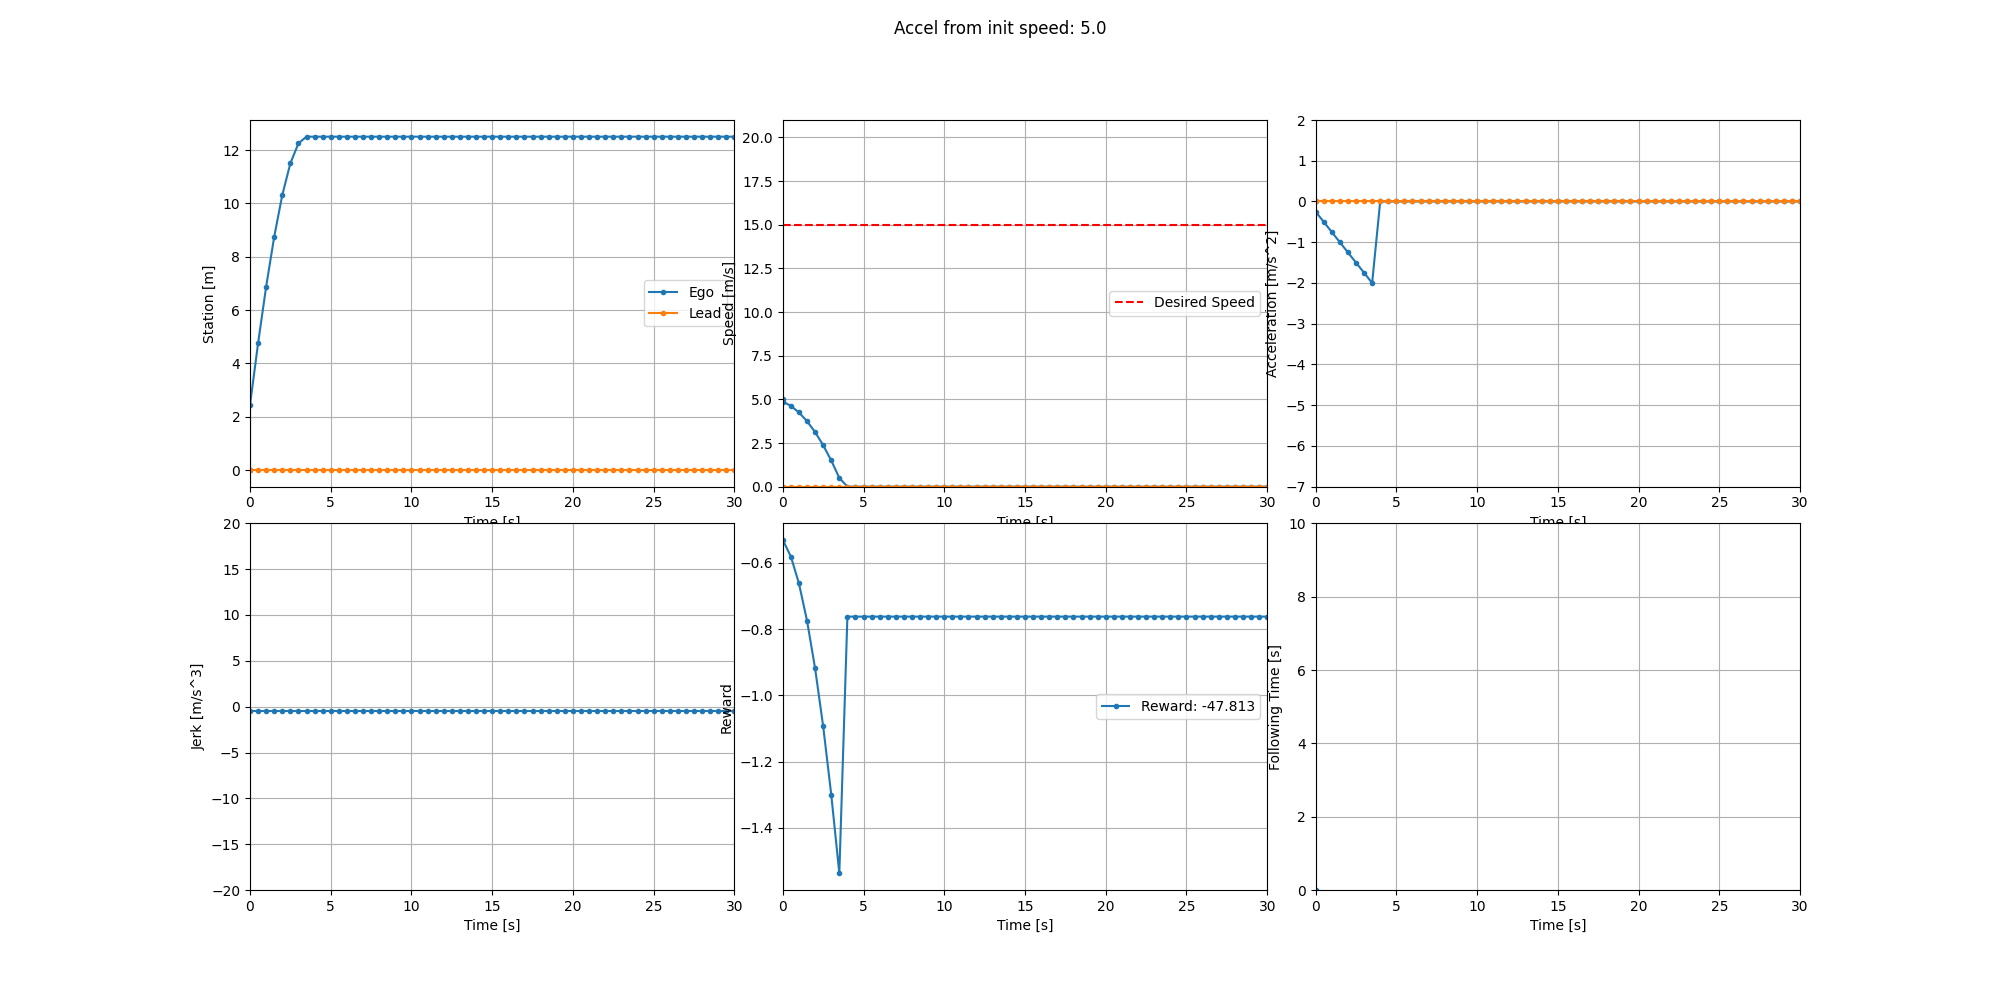 Accel from init speed: 5.0
Station [m]
12
10
8
6
4
2
0
0 5 10 15 20 25 30
Time [s]
Ego
Lead
Speed [m/s]
20.0
17.5
15.0
12.5
10.0
7.5
5.0
2.5
0.0
0 5 10 15 20 25 30
Time [s]
Desired Speed
Acceleration [m/s^2]
2
1
0
−1
−2
−3
−4
−5
−6
−7
0 5 10 15 20 25 30
Time [s]
Jerk [m/s^3]
20
15
10
5
0
−5
−10
−15
−20
0 5 10 15 20 25 30
Time [s]
Reward
−0.6
−0.8
−1.0
−1.2
−1.4
0 5 10 15 20 25 30
Time [s]
Reward: -47.813
Following Time [s]
10
8
6
4
2
0
0 5 10 15 20 25 30
Time [s]